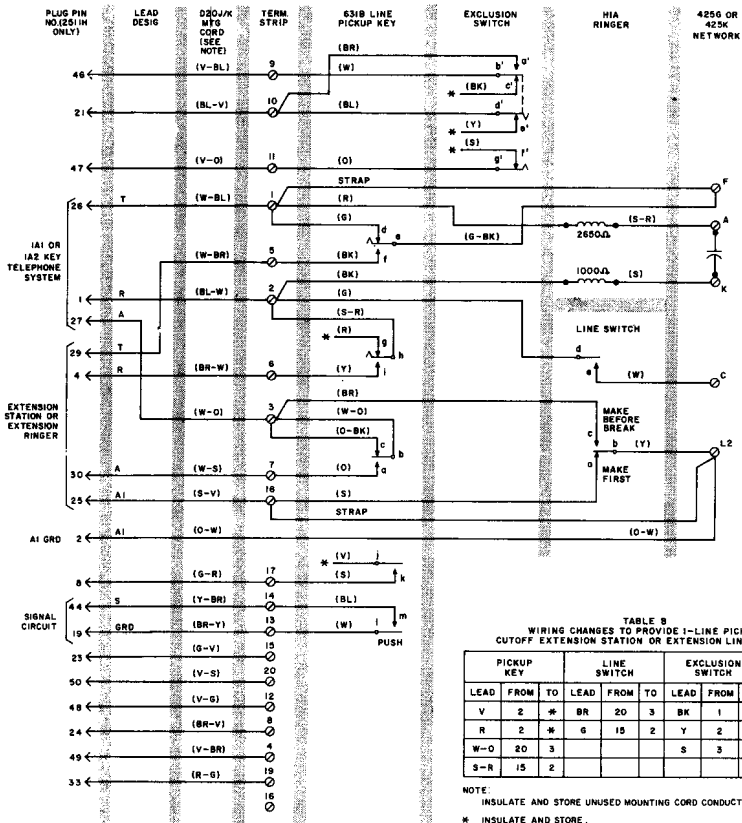 PLUG PIN NO.(2511H ONLY)
LEAD DESIG
D20J/K MTG CORD (SEE NOTE)
TERM. STRIP
631B LINE PICKUP KEY
EXCLUSION SWITCH
HIA RINGER
425G OR 425K NETWORK
(BR)
46 (V-BL) 9 (W) b' a'
* (BK) c'
21 (BL-V) 10 (BL) d'
* (Y) e'
* (S) f'
47 (V-O) 11 (O) g'
STRAP F
26 T (W-BL) 1 (R) (S-R) A
(G) d e (G-BK) 2650Ω
1A1 OR 1A2 KEY TELEPHONE SYSTEM
(W-BR) 5 (BK) f
(BK) 1000Ω (S) K
1 R (BL-W) 2 (G)
27 A (S-R)
LINE SWITCH
* (R) g h d
29 T
4 R (BR-W) 6 (Y) i e (W) C
(BR)
EXTENSION STATION OR EXTENSION RINGER
(W-O) 3 (W-O)
MAKE BEFORE BREAK
(O-BK) c b c b (Y) L2
30 A (W-S) 7 (O) a a
MAKE FIRST
25 A1 (S-V) 16 (S)
STRAP
A1 GRD 2 A1 (O-W) (O-W)
* (V) j
8 (G-R) 17 (S) k
SIGNAL CIRCUIT
44 S (Y-BR) 14 (BL) m
19 GRD (BR-Y) 13 (W) l
PUSH
23 (G-V) 15
50 (V-S) 20
48 (V-G) 12
24 (BR-V) 8
49 (V-BR) 4
33 (R-G) 19
16
TABLE B
WIRING CHANGES TO PROVIDE 1-LINE PIC
CUTOFF EXTENSION STATION OR EXTENSION LIN
PICKUP KEY LINE SWITCH EXCLUSION SWITCH
LEAD FROM TO LEAD FROM TO LEAD FROM
V 2 * BR 20 3 BK 1
R 2 * G 15 2 Y 2
W-O 20 3 S 3
S-R 15 2
NOTE:
INSULATE AND STORE UNUSED MOUNTING CORD CONDUCT
* INSULATE AND STORE.